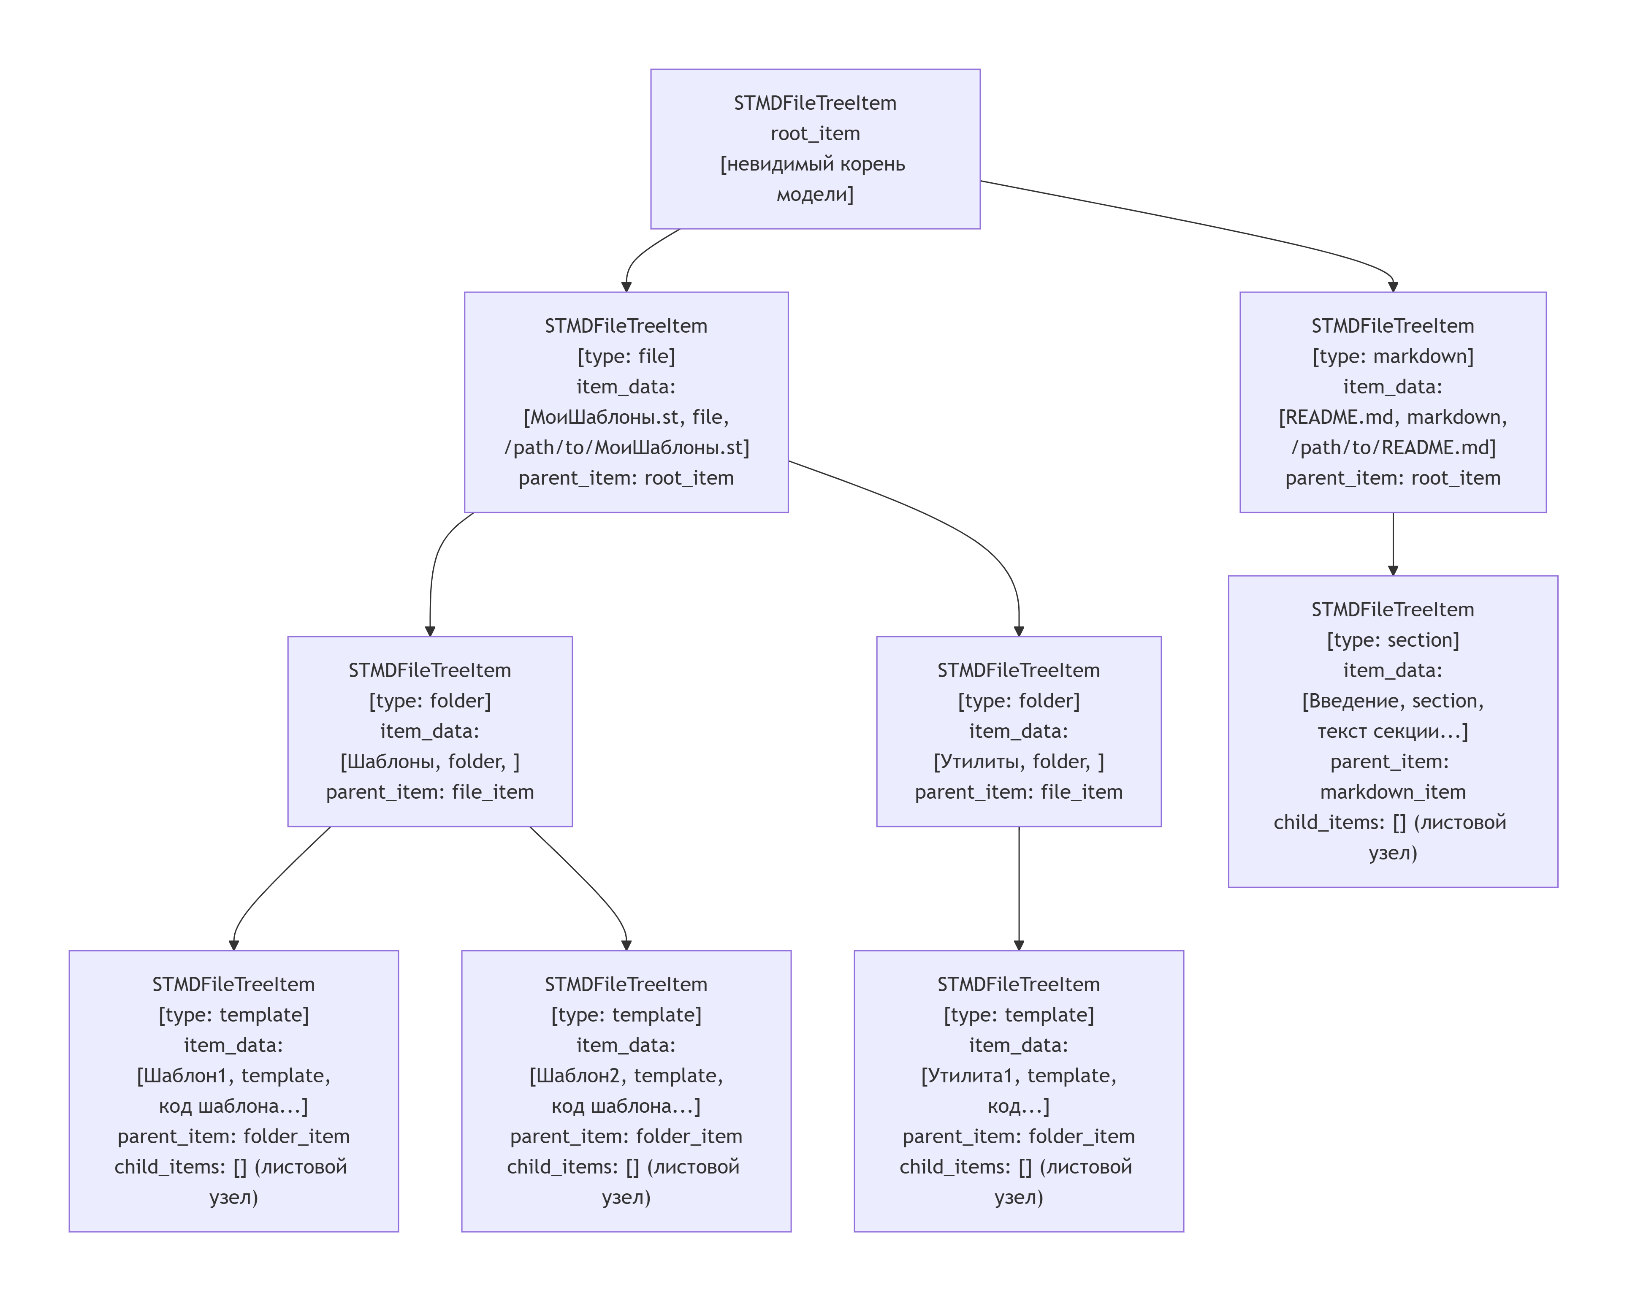 STMDFileTreeItem
root_item
[невидимый корень
модели]
STMDFileTreeItem
[type: file]
item_data:
[МоиШаблоны.st, file,
/path/to/МоиШаблоны.st]
parent_item: root_item
STMDFileTreeItem
[type: markdown]
item_data:
[README.md, markdown,
/path/to/README.md]
parent_item: root_item
STMDFileTreeItem
[type: folder]
item_data:
[Шаблоны, folder, ]
parent_item: file_item
STMDFileTreeItem
[type: folder]
item_data:
[Утилиты, folder, ]
parent_item: file_item
STMDFileTreeItem
[type: section]
item_data:
[Введение, section,
текст секции...]
parent_item:
markdown_item
child_items: [] (листовой
узел)
STMDFileTreeItem
[type: template]
item_data:
[Шаблон1, template,
код шаблона...]
parent_item: folder_item
child_items: [] (листовой
узел)
STMDFileTreeItem
[type: template]
item_data:
[Шаблон2, template,
код шаблона...]
parent_item: folder_item
child_items: [] (листовой
узел)
STMDFileTreeItem
[type: template]
item_data:
[Утилита1, template,
код...]
parent_item: folder_item
child_items: [] (листовой
узел)